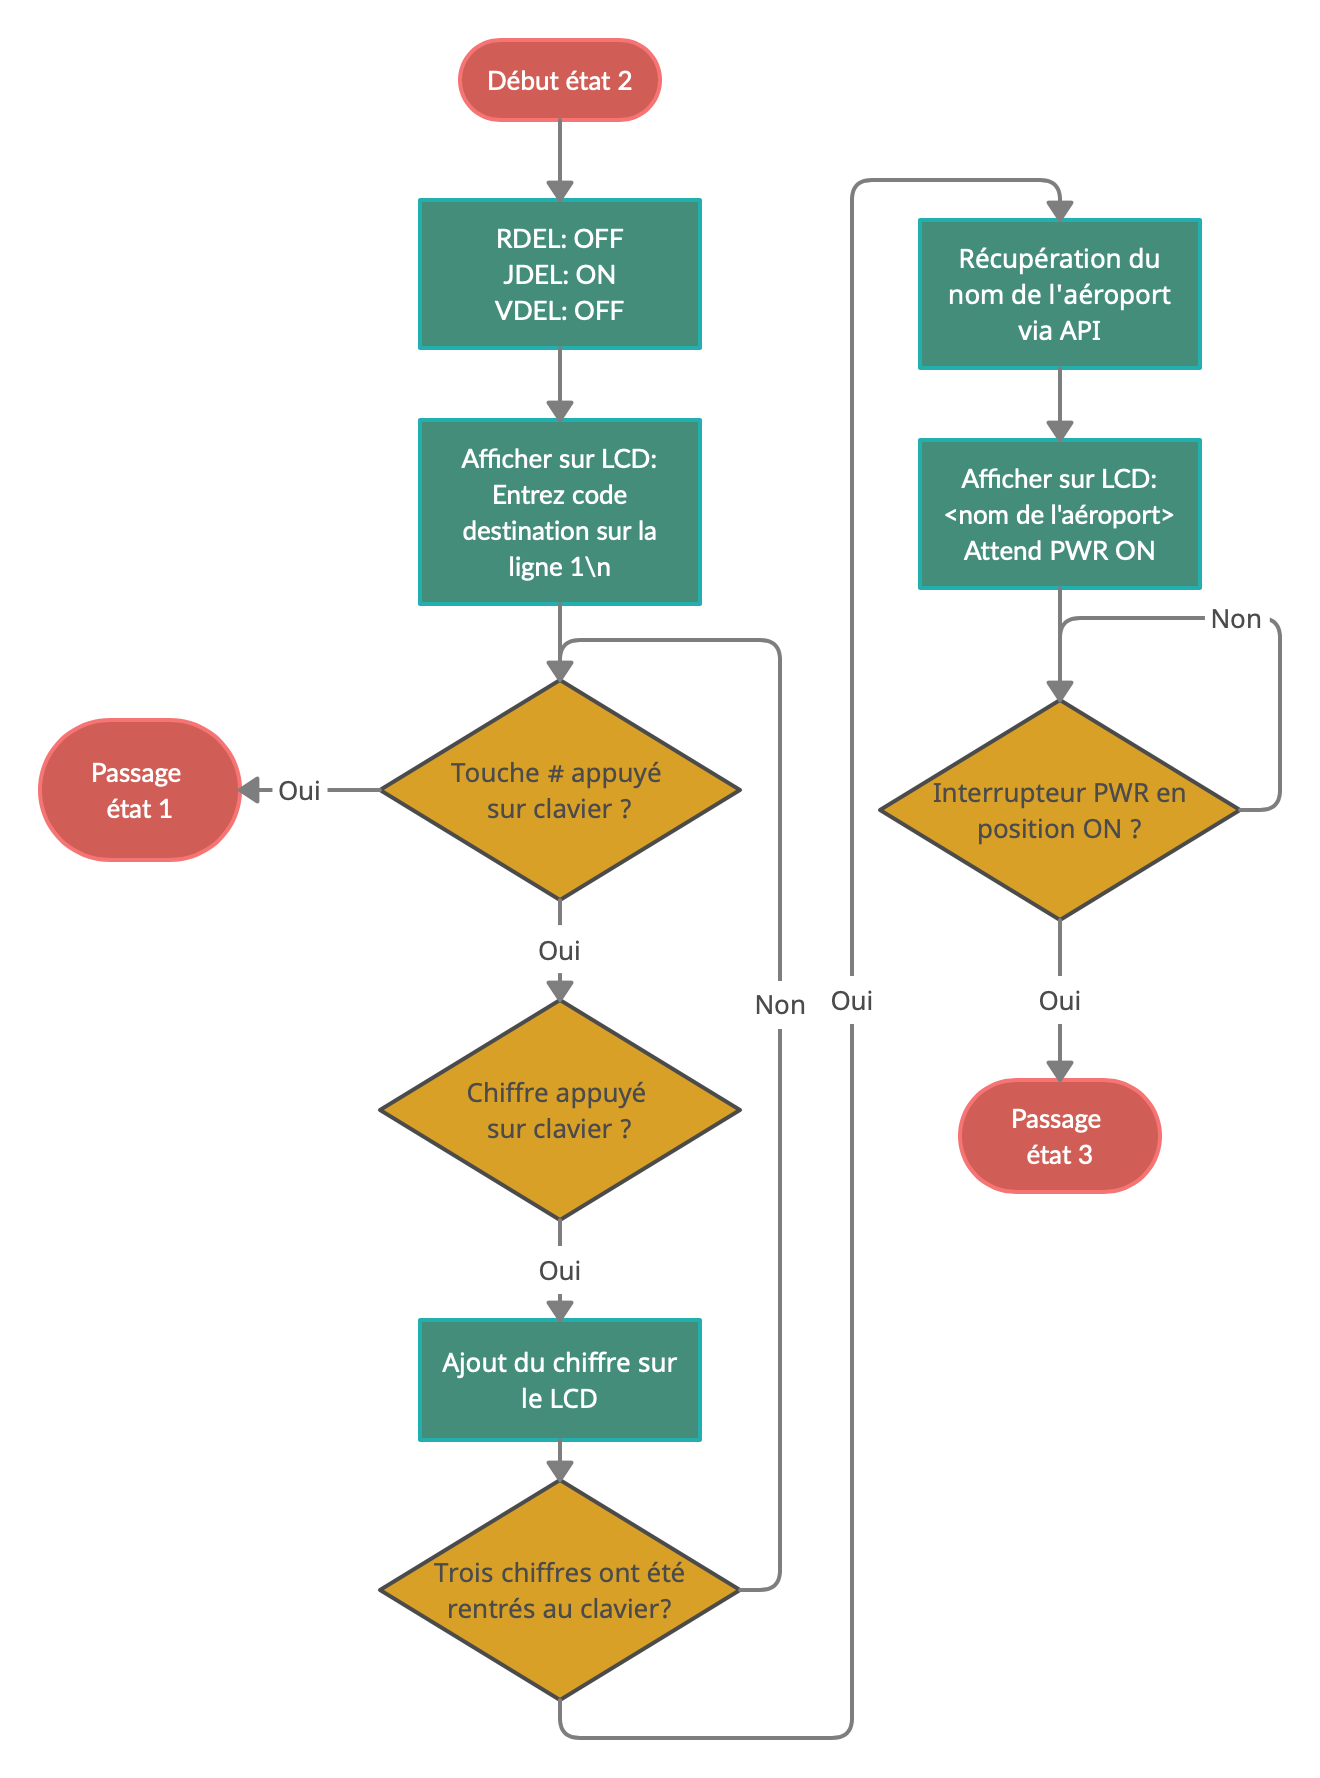 Début état 2
RDEL: OFF
JDEL: ON
VDEL: OFF
Afficher sur LCD:
Entrez code
destination sur la
ligne 1\n
Touche # appuyé
sur clavier ?
Oui
Passage
état 1
Oui
Chiffre appuyé
sur clavier ?
Oui
Ajout du chiffre sur
le LCD
Trois chiffres ont été
rentrés au clavier?
Non
Oui
Récupération du
nom de l'aéroport
via API
Afficher sur LCD:
<nom de l'aéroport>
Attend PWR ON
Non
Interrupteur PWR en
position ON ?
Oui
Passage
état 3